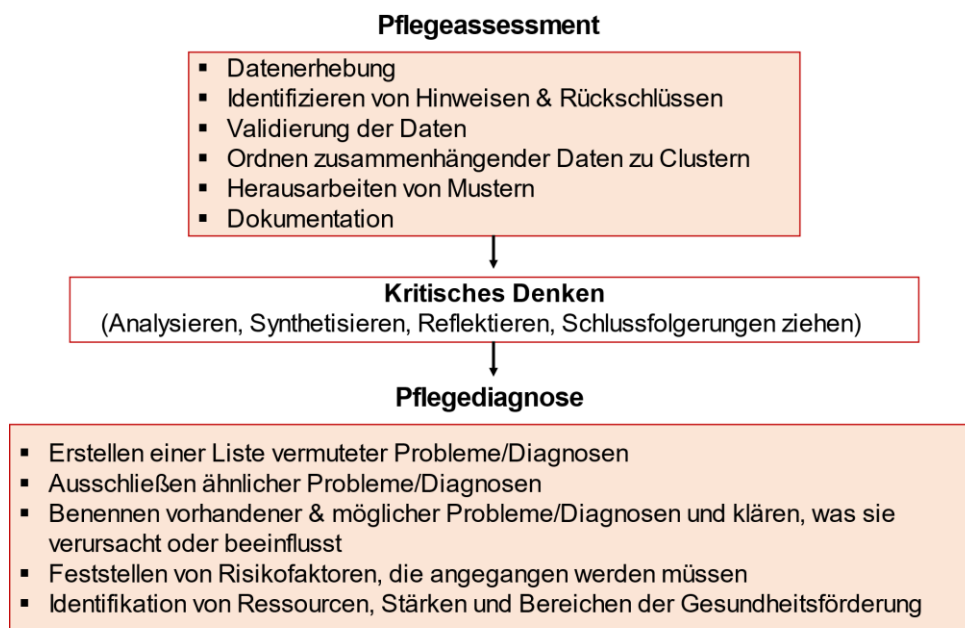 Pflegeassessment
▪ Datenerhebung
▪ Identifizieren von Hinweisen & Rückschlüssen
▪ Validierung der Daten
▪ Ordnen zusammenhängender Daten zu Clustern
▪ Herausarbeiten von Mustern
▪ Dokumentation
Kritisches Denken
(Analysieren, Synthetisieren, Reflektieren, Schlussfolgerungen ziehen)
Pflegediagnose
▪ Erstellen einer Liste vermuteter Probleme/Diagnosen
▪ Ausschließen ähnlicher Probleme/Diagnosen
▪ Benennen vorhandener & möglicher Probleme/Diagnosen und klären, was sie
verursacht oder beeinflusst
▪ Feststellen von Risikofaktoren, die angegangen werden müssen
▪ Identifikation von Ressourcen, Stärken und Bereichen der Gesundheitsförderung